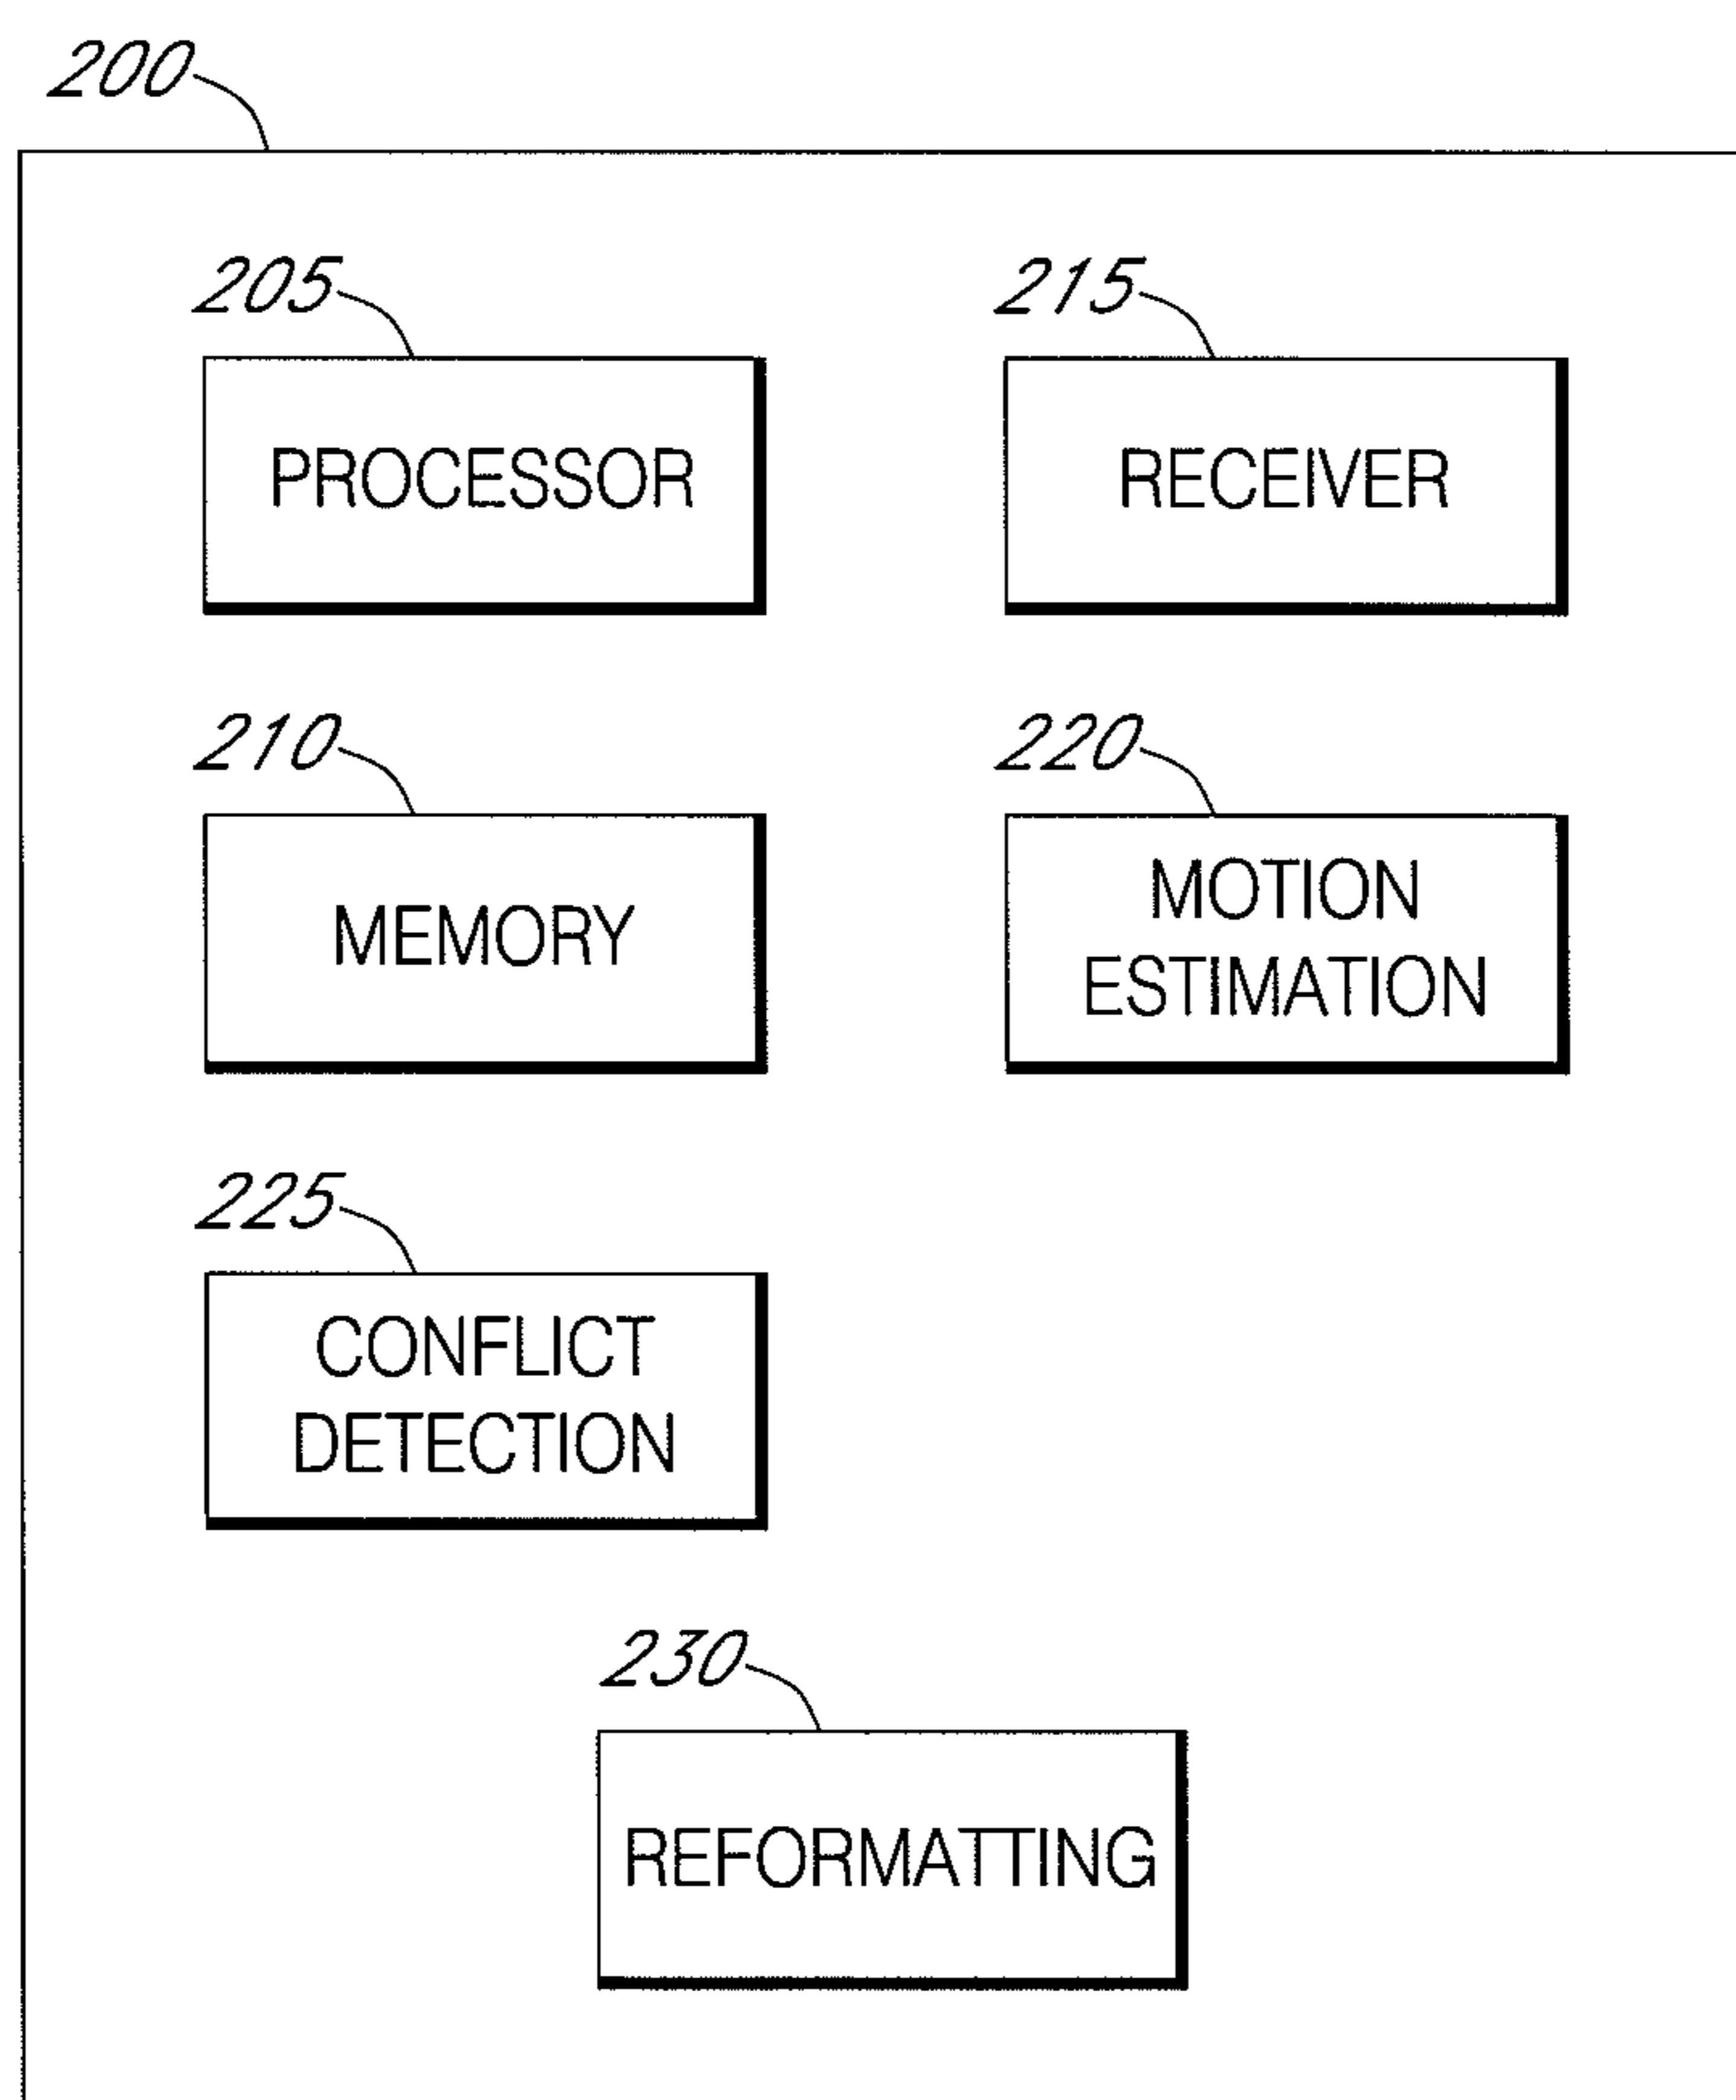 200
205
PROCESSOR
215
RECEIVER
210
MEMORY
220
MOTION
ESTIMATION
225
CONFLICT
DETECTION
230
REFORMATTING